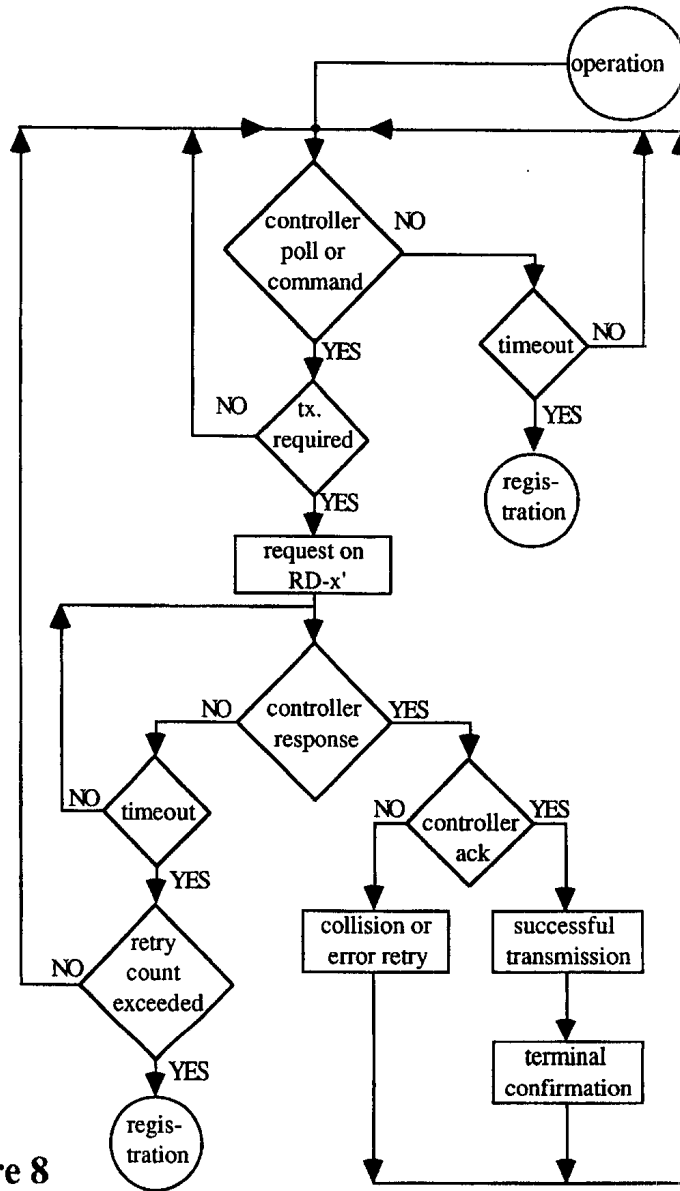 operation
controller
poll or
command
NO
YES
timeout
NO
YES
regis-
tration
NO
tx.
required
YES
request on
RD-x'
NO
controller
response
YES
NO
timeout
YES
NO
controller
ack
YES
retry
count
exceeded
NO
YES
collision or
error retry
successful
transmission
terminal
confirmation
regis-
tration
re 8